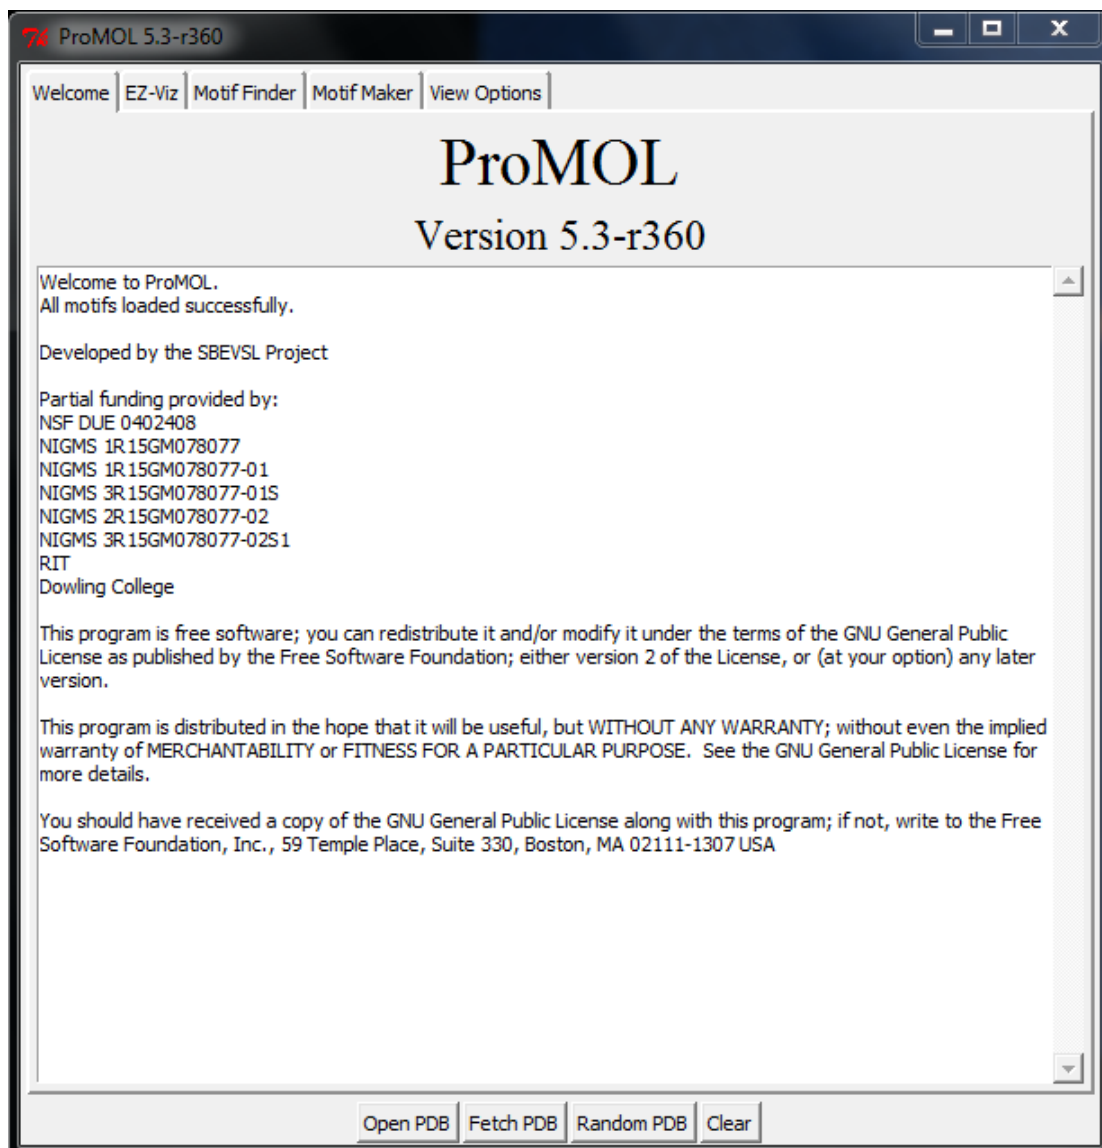 ProMOL 5.3-r360
Welcome EZ-Viz Motif Finder Motif Maker View Options
ProMOL
Version 5.3-r360
Welcome to ProMOL.
All motifs loaded successfully.
Developed by the SBEVSL Project
Partial funding provided by:
NSF DUE 0402408
NIGMS 1R15GM078077
NIGMS 1R15GM078077-01
NIGMS 3R15GM078077-01S
NIGMS 2R15GM078077-02
NIGMS 3R15GM078077-02S1
RIT
Dowling College
This program is free software; you can redistribute it and/or modify it under the terms of the GNU General Public
License as published by the Free Software Foundation; either version 2 of the License, or (at your option) any later
version.
This program is distributed in the hope that it will be useful, but WITHOUT ANY WARRANTY; without even the implied
warranty of MERCHANTABILITY or FITNESS FOR A PARTICULAR PURPOSE.  See the GNU General Public License for
more details.
You should have received a copy of the GNU General Public License along with this program; if not, write to the Free
Software Foundation, Inc., 59 Temple Place, Suite 330, Boston, MA 02111-1307 USA
Open PDB Fetch PDB Random PDB Clear